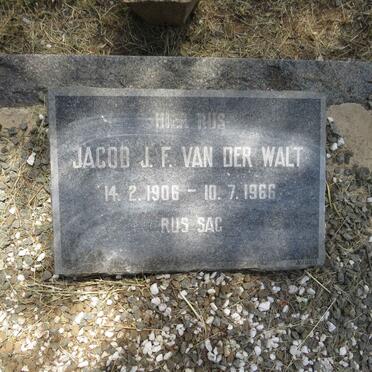 HIER RUS
JACOB J. F. VAN DER WALT
14. 2. 1906 - 10. 7. 1966
RUS SAG